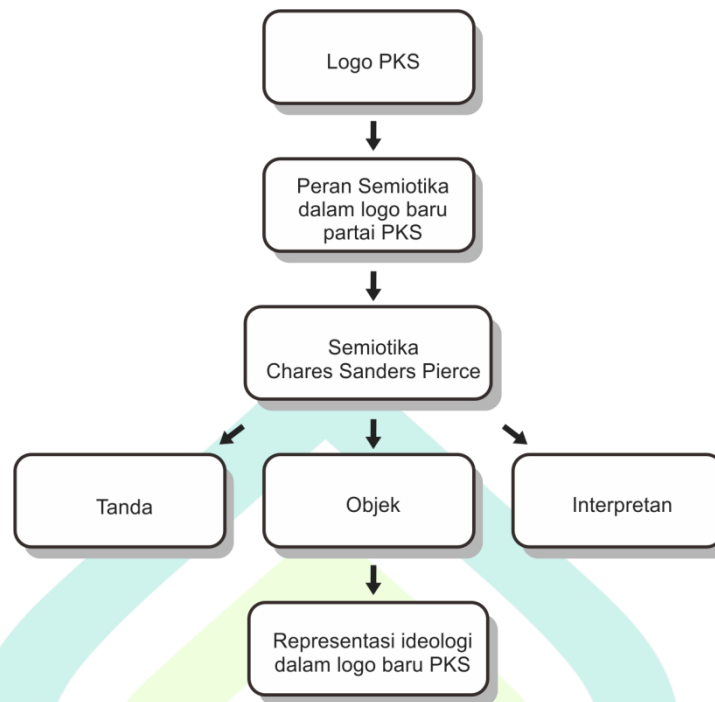 Logo PKS
Peran Semiotika
dalam logo baru
partai PKS
Semiotika
Chares Sanders Pierce
Tanda
Objek
Interpretan
Representasi ideologi
dalam logo baru PKS